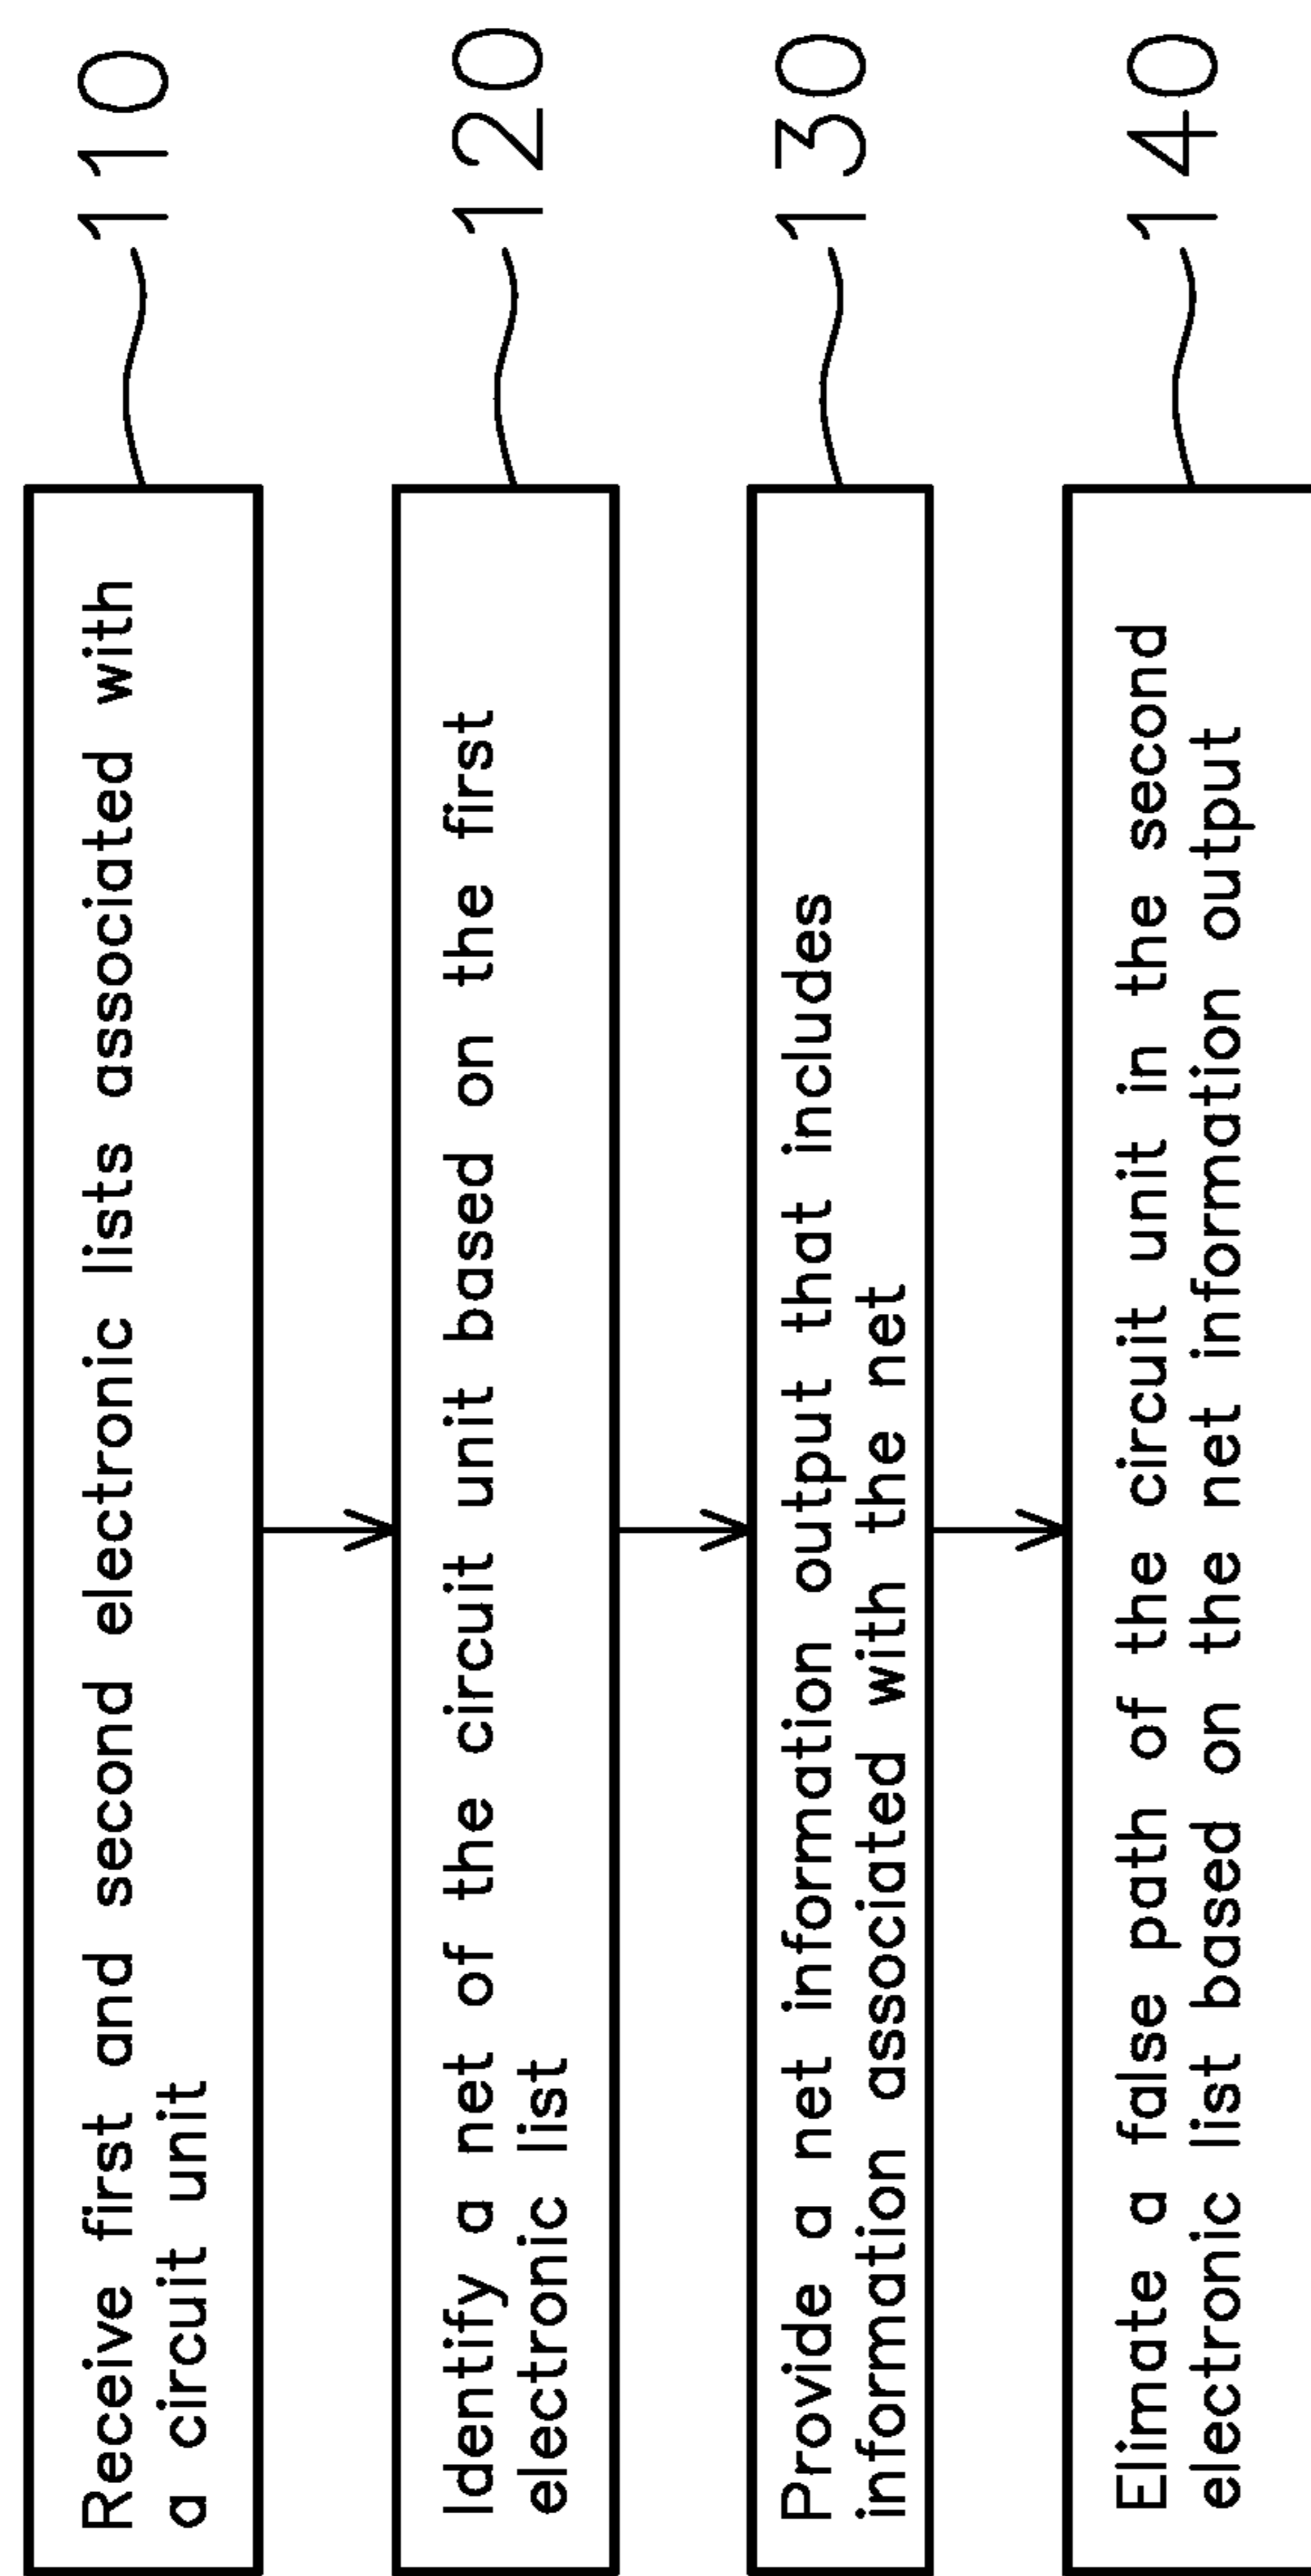 Receive first and second electronic lists associated with
a circuit unit
110
Identify a net of the circuit unit based on the first
electronic list
120
Provide a net information output that includes
information associated with the net
130
Elimate a false path of the circuit unit in the second
electronic list based on the net information output
140